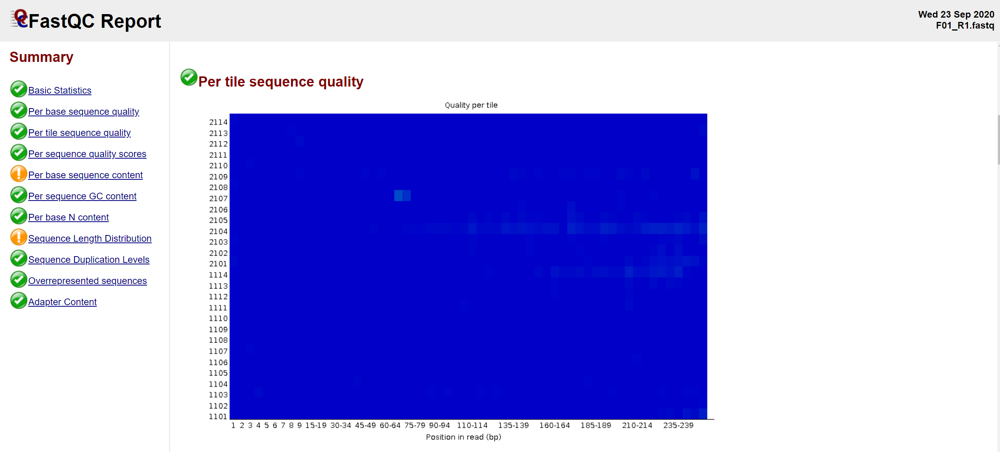 FastQC Report
Wed 23 Sep 2020
F01_R1.fastq
Summary
Basic Statistics
Per base sequence quality
Per tile sequence quality
Per sequence quality scores
Per base sequence content
Per sequence GC content
Per base N content
Sequence Length Distribution
Sequence Duplication Levels
Overrepresented sequences
Adapter Content
Per tile sequence quality
Quality per tile
2114
2113
2112
2111
2110
2109
2108
2107
2106
2105
2104
2103
2102
2101
1114
1113
1112
1111
1110
1109
1108
1107
1106
1105
1104
1103
1102
1101
1 2 3 4 5 6 7 8 9 15-19 30-34 45-49 60-64 75-79 90-94 110-114 135-139 160-164 185-189 210-214 235-239
Position in read (bp)